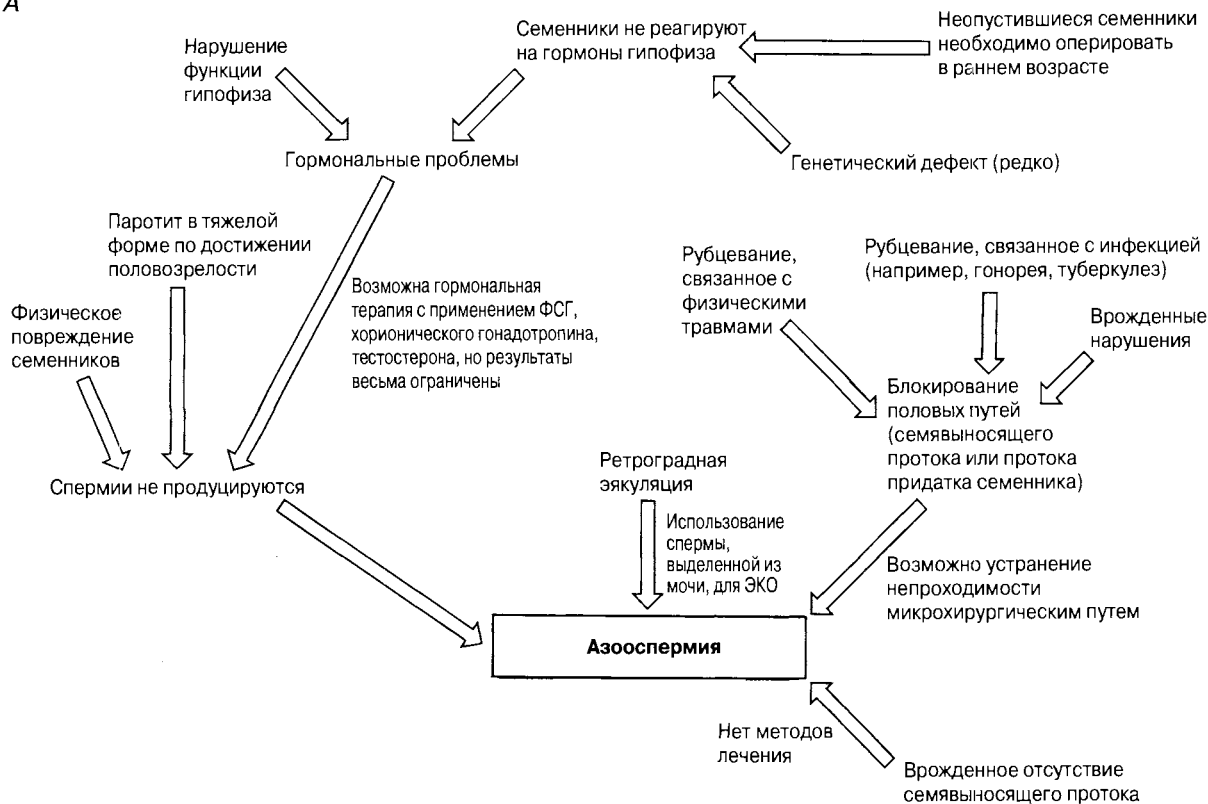 А
Нарушение
функции
гипофиза
Семенники не реагируют
на гормоны гипофиза
Неопустившиеся семенники
необходимо оперировать
в раннем возрасте
Гормональные проблемы
Генетический дефект (редко)
Паротит в тяжелой
форме по достижении
половозрелости
Физическое
повреждение
семенников
Возможна гормональная
терапия с применением ФСГ,
хорионического гонадотропина,
тестостерона, но результаты
весьма ограничены
Рубцевание,
связанное с
физическими
травмами
Рубцевание, связанное с инфекцией
(например, гонорея, туберкулез)
Врожденные
нарушения
Блокирование
половых путей
(семявыносящего
протока или протока
придатка семенника)
Спермии не продуцируются
Ретроградная
эякуляция
Использование
спермы,
выделенной из
мочи, для ЭКО
Возможно устранение
непроходимости
микрохирургическим путем
Азооспермия
Нет методов
лечения
Врожденное отсутствие
семявыносящего протока